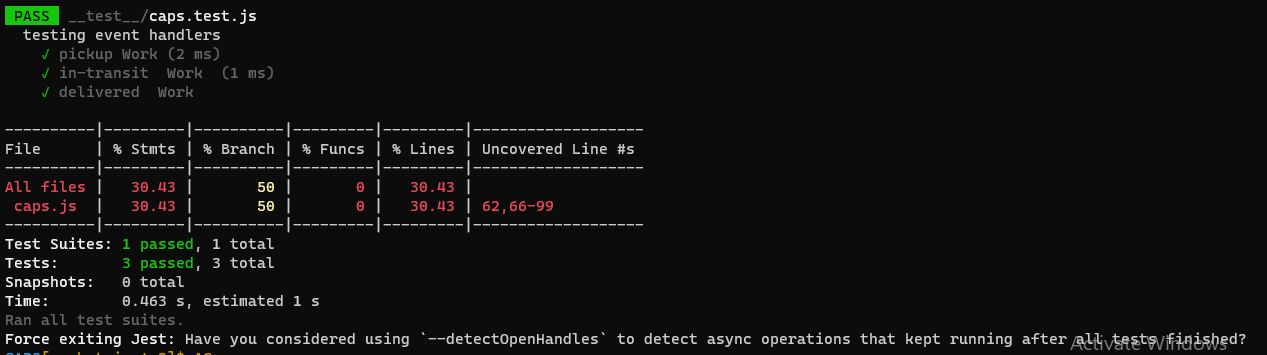 PASS __test__/caps.test.js
testing event handlers
✓ pickup Work (2 ms)
✓ in-transit  Work  (1 ms)
✓ delivered  Work
----------|---------|----------|---------|---------|-------------------
File      | % Stmts | % Branch | % Funcs | % Lines | Uncovered Line #s
----------|---------|----------|---------|---------|-------------------
All files |   30.43 |       50 |       0 |   30.43 |
 caps.js  |   30.43 |       50 |       0 |   30.43 | 62,66-99
----------|---------|----------|---------|---------|-------------------
Test Suites: 1 passed, 1 total
Tests:       3 passed, 3 total
Snapshots:   0 total
Time:        0.463 s, estimated 1 s
Ran all test suites.
Force exiting Jest: Have you considered using `--detectOpenHandles` to detect async operations that kept running after all tests finished?
Activate Windows